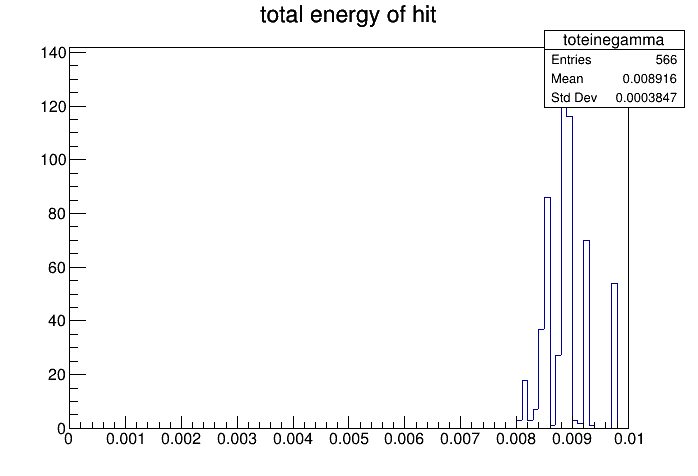 total energy of hit
toteinegamma
Entries 566
Mean 0.008916
Std Dev 0.0003847
140
120
100
80
60
40
20
0
0 0.001 0.002 0.003 0.004 0.005 0.006 0.007 0.008 0.009 0.01